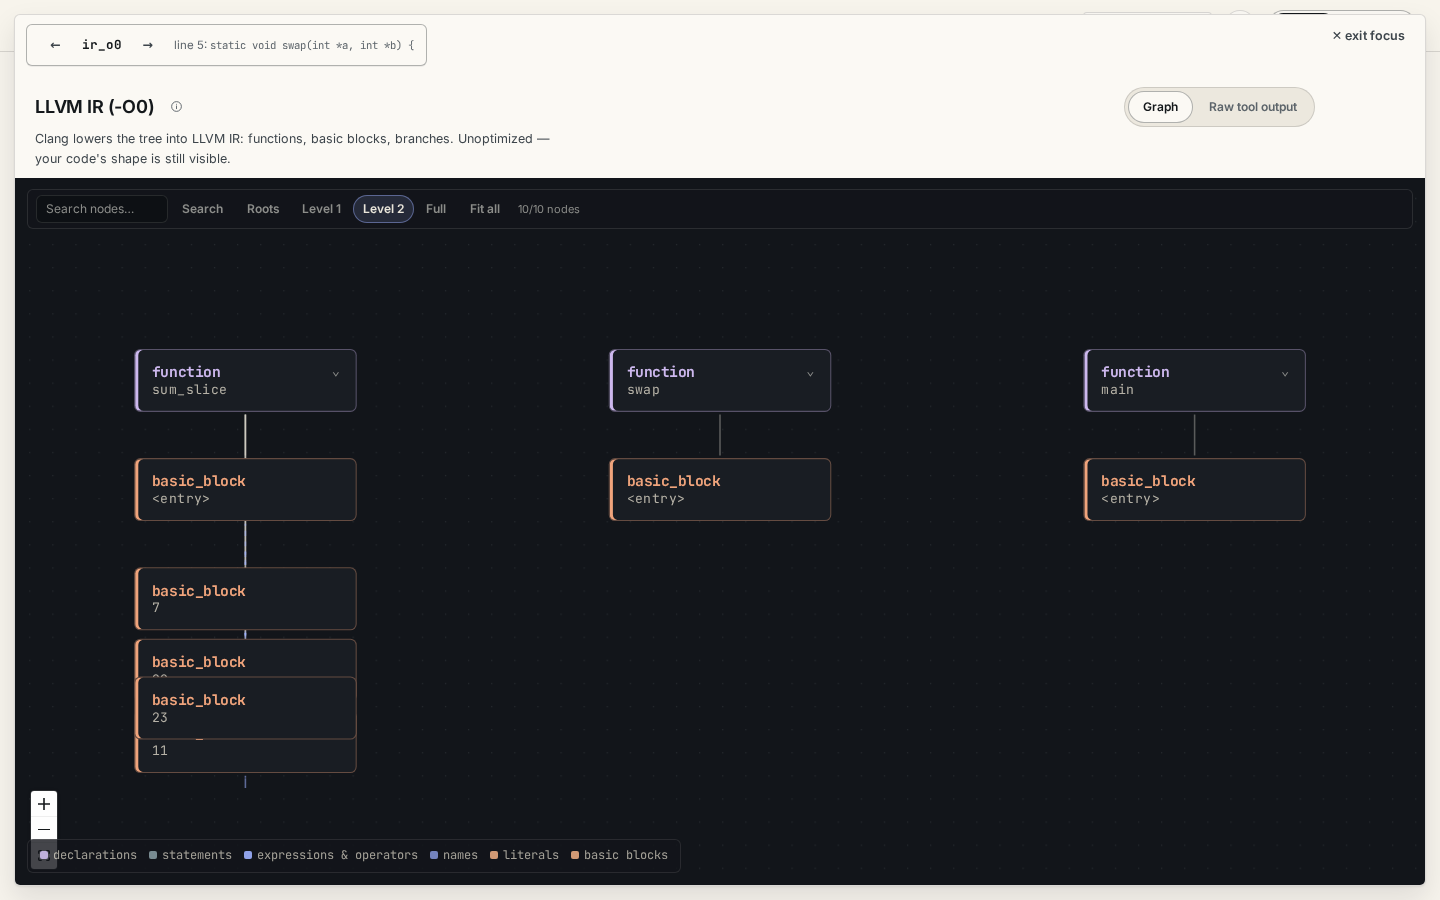 ← ir_o0 → line 5: static void swap(int *a, int *b) {
✕ exit focus
LLVM IR (-O0)
Graph
Raw tool output
Clang lowers the tree into LLVM IR: functions, basic blocks, branches. Unoptimized —
your code's shape is still visible.
Search nodes...
Search
Roots
Level 1
Level 2
Full
Fit all
10/10 nodes
function
sum_slice
function
swap
function
main
basic_block
<entry>
basic_block
<entry>
basic_block
<entry>
basic_block
7
basic_block
basic_block
23
11
+
−
declarations
statements
expressions & operators
names
literals
basic blocks